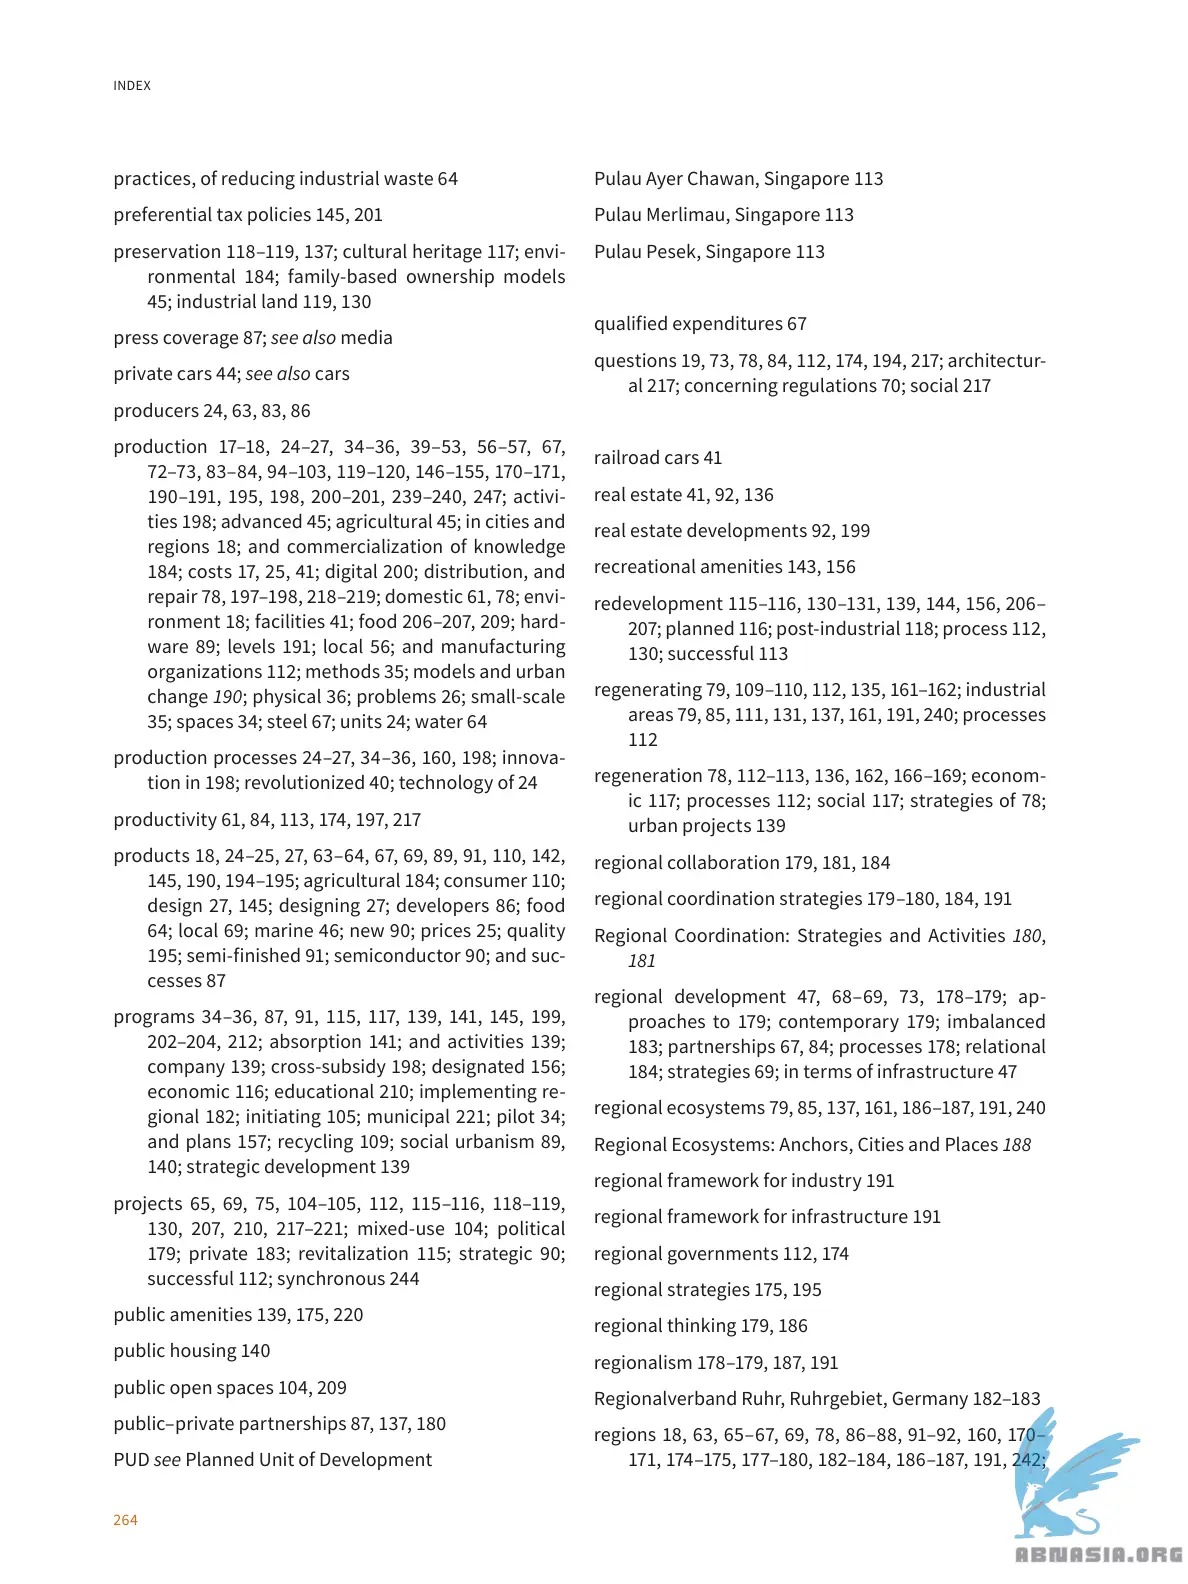 INDEX
practices, of reducing industrial waste 64
preferential tax policies 145, 201
preservation 118–119, 137; cultural heritage 117; envi-
ronmental 184; family-based ownership models
45; industrial land 119, 130
press coverage 87; see also media
private cars 44; see also cars
producers 24, 63, 83, 86
production 17–18, 24–27, 34–36, 39–53, 56–57, 67,
72–73, 83–84, 94–103, 119–120, 146–155, 170–171,
190–191, 195, 198, 200–201, 239–240, 247; activi-
ties 198; advanced 45; agricultural 45; in cities and
regions 18; and commercialization of knowledge
184; costs 17, 25, 41; digital 200; distribution, and
repair 78, 197–198, 218–219; domestic 61, 78; envi-
ronment 18; facilities 41; food 206–207, 209; hard-
ware 89; levels 191; local 56; and manufacturing
organizations 112; methods 35; models and urban
change 190; physical 36; problems 26; small-scale
35; spaces 34; steel 67; units 24; water 64
production processes 24–27, 34–36, 160, 198; innova-
tion in 198; revolutionized 40; technology of 24
productivity 61, 84, 113, 174, 197, 217
products 18, 24–25, 27, 63–64, 67, 69, 89, 91, 110, 142,
145, 190, 194–195; agricultural 184; consumer 110;
design 27, 145; designing 27; developers 86; food
64; local 69; marine 46; new 90; prices 25; quality
195; semi-finished 91; semiconductor 90; and suc-
cesses 87
programs 34–36, 87, 91, 115, 117, 139, 141, 145, 199,
202–204, 212; absorption 141; and activities 139;
company 139; cross-subsidy 198; designated 156;
economic 116; educational 210; implementing re-
gional 182; initiating 105; municipal 221; pilot 34;
and plans 157; recycling 109; social urbanism 89,
140; strategic development 139
projects 65, 69, 75, 104–105, 112, 115–116, 118–119,
130, 207, 210, 217–221; mixed-use 104; political
179; private 183; revitalization 115; strategic 90;
successful 112; synchronous 244
public amenities 139, 175, 220
public housing 140
public open spaces 104, 209
public–private partnerships 87, 137, 180
PUD see Planned Unit of Development
Pulau Ayer Chawan, Singapore 113
Pulau Merlimau, Singapore 113
Pulau Pesek, Singapore 113
qualified expenditures 67
questions 19, 73, 78, 84, 112, 174, 194, 217; architectur-
al 217; concerning regulations 70; social 217
railroad cars 41
real estate 41, 92, 136
real estate developments 92, 199
recreational amenities 143, 156
redevelopment 115–116, 130–131, 139, 144, 156, 206–
207; planned 116; post-industrial 118; process 112,
130; successful 113
regenerating 79, 109–110, 112, 135, 161–162; industrial
areas 79, 85, 111, 131, 137, 161, 191, 240; processes
112
regeneration 78, 112–113, 136, 162, 166–169; econom-
ic 117; processes 112; social 117; strategies of 78;
urban projects 139
regional collaboration 179, 181, 184
regional coordination strategies 179–180, 184, 191
Regional Coordination: Strategies and Activities 180,
181
regional development 47, 68–69, 73, 178–179; ap-
proaches to 179; contemporary 179; imbalanced
183; partnerships 67, 84; processes 178; relational
184; strategies 69; in terms of infrastructure 47
regional ecosystems 79, 85, 137, 161, 186–187, 191, 240
Regional Ecosystems: Anchors, Cities and Places 188
regional framework for industry 191
regional framework for infrastructure 191
regional governments 112, 174
regional strategies 175, 195
regional thinking 179, 186
regionalism 178–179, 187, 191
Regionalverband Ruhr, Ruhrgebiet, Germany 182–183
regions 18, 63, 65–67, 69, 78, 86–88, 91–92, 160, 170–
171, 174–175, 177–180, 182–184, 186–187, 191, 242;
264
ABNASIA.ORG